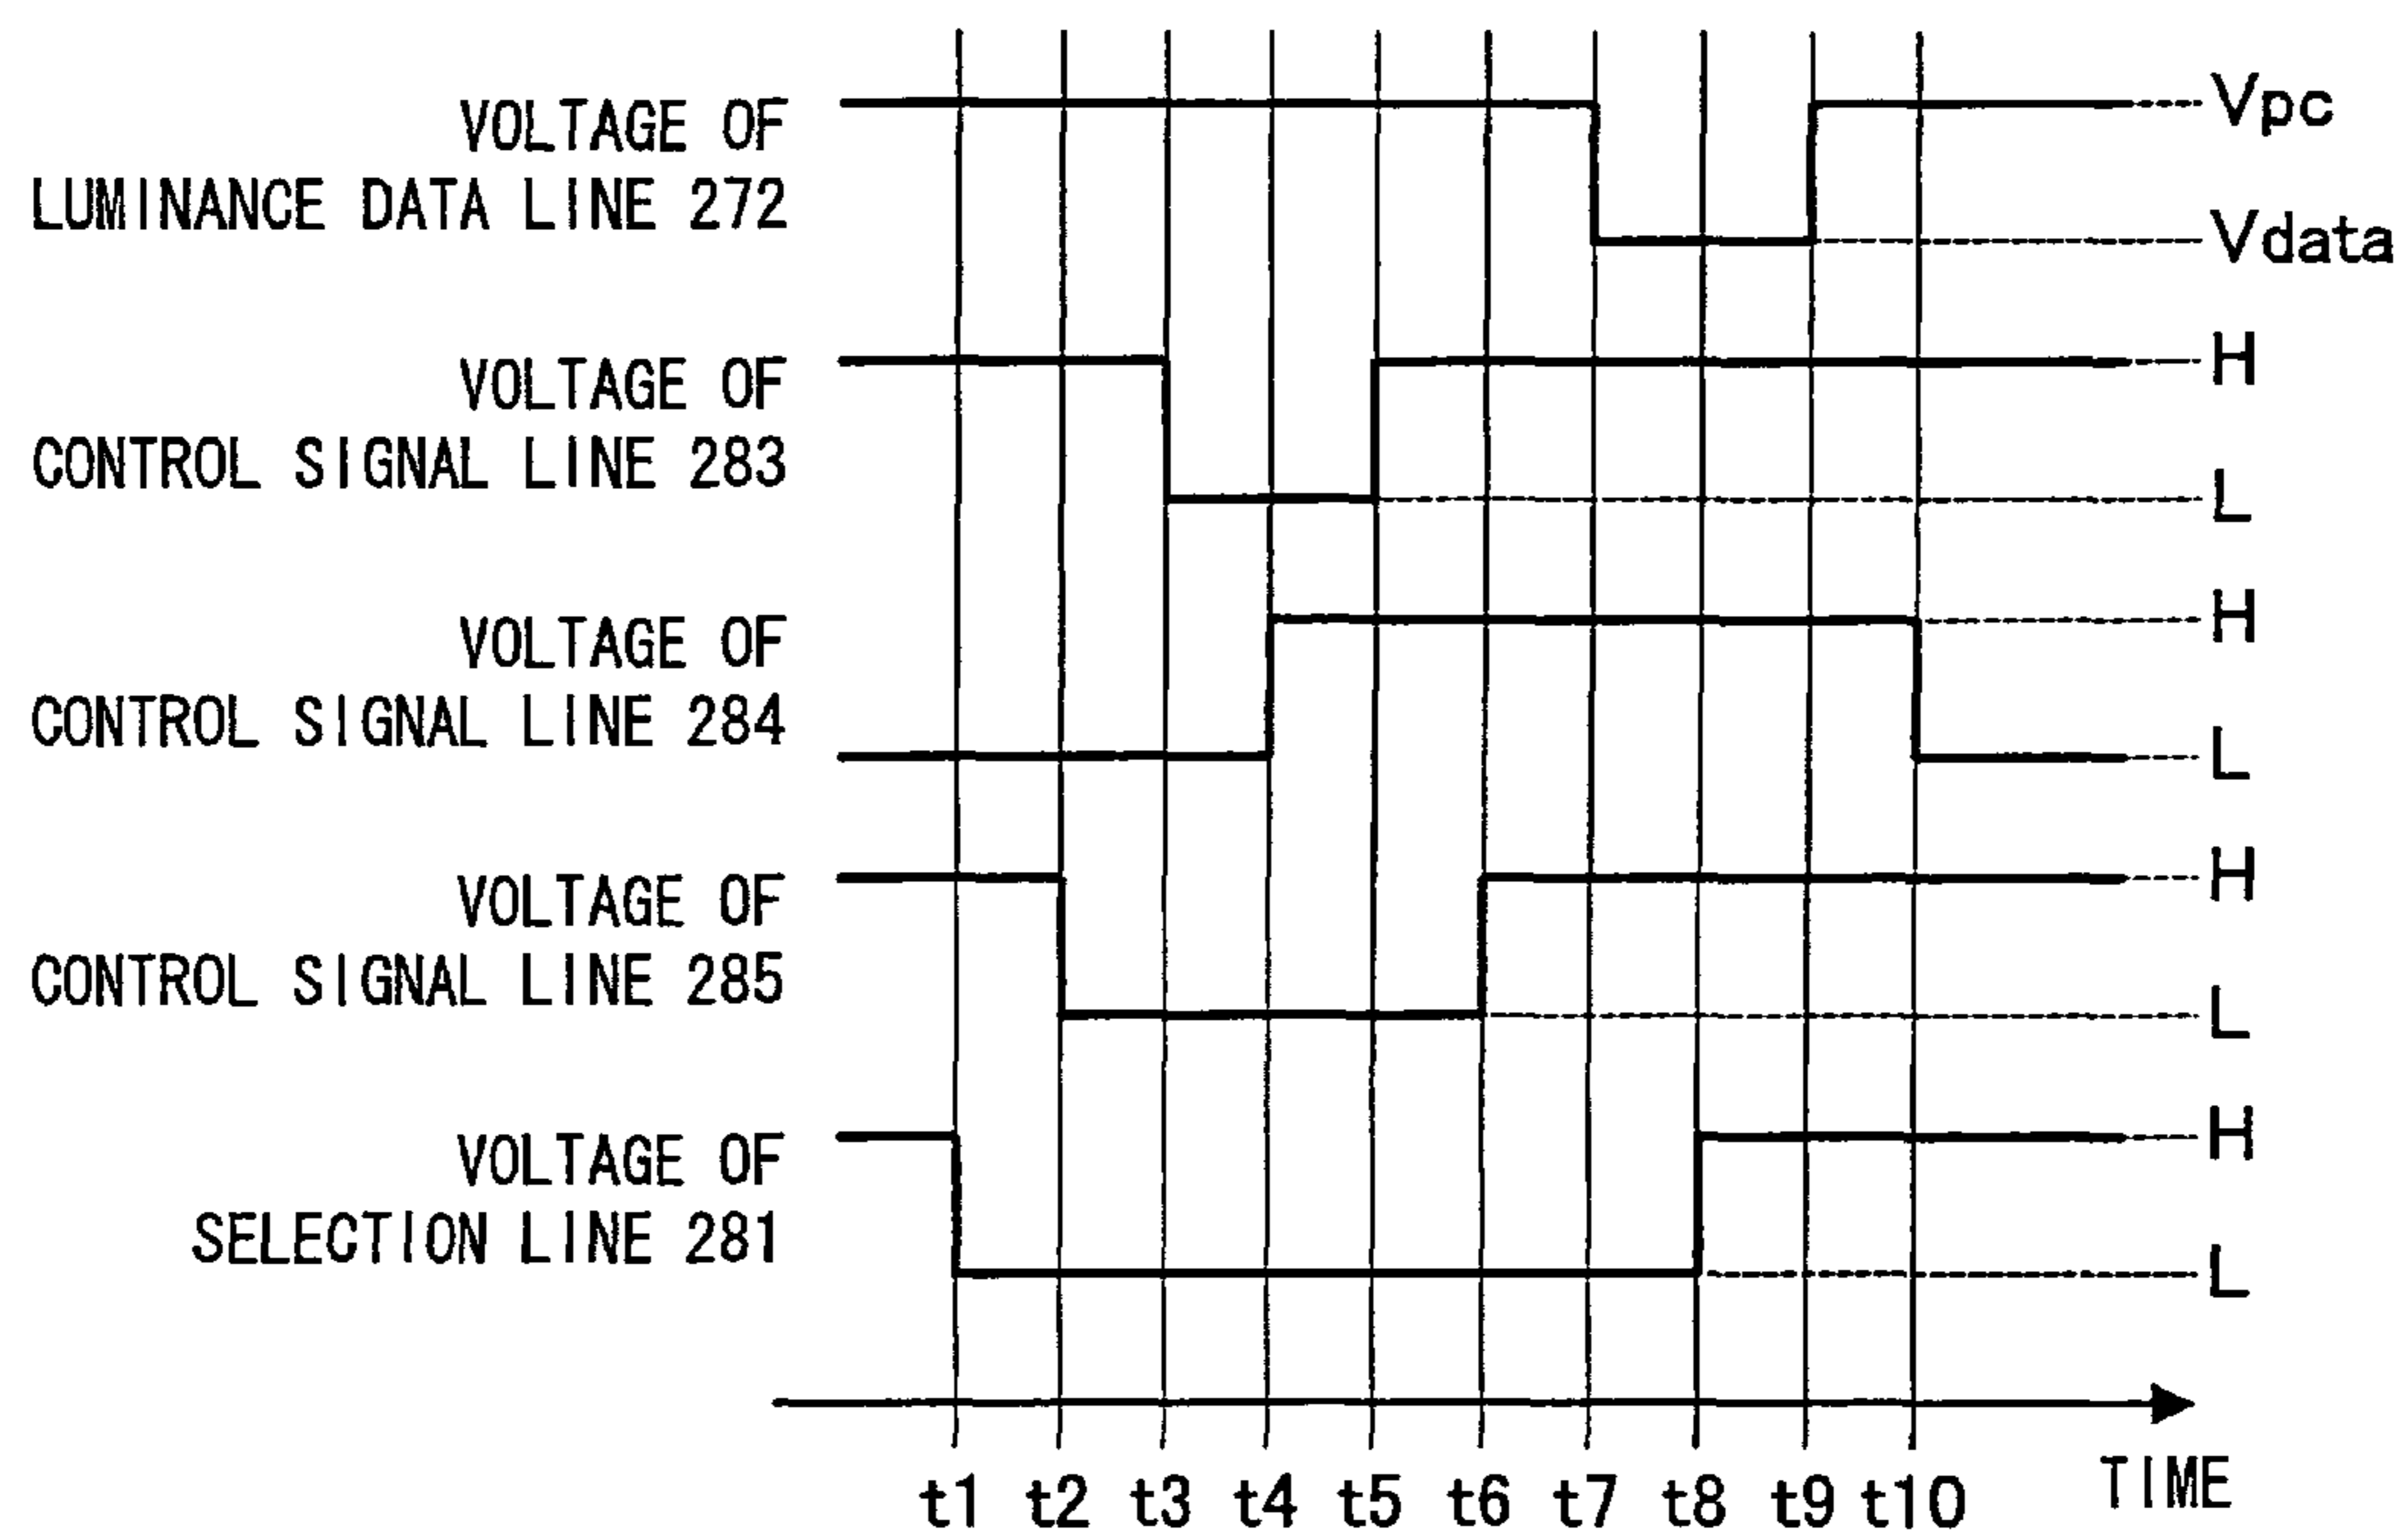 VOLTAGE OF
LUMINANCE DATA LINE 272
Vpc
Vdata
VOLTAGE OF
CONTROL SIGNAL LINE 283
H
L
VOLTAGE OF
CONTROL SIGNAL LINE 284
H
L
VOLTAGE OF
CONTROL SIGNAL LINE 285
H
L
VOLTAGE OF
SELECTION LINE 281
H
L
t1 t2 t3 t4 t5 t6 t7 t8 t9 t10
TIME